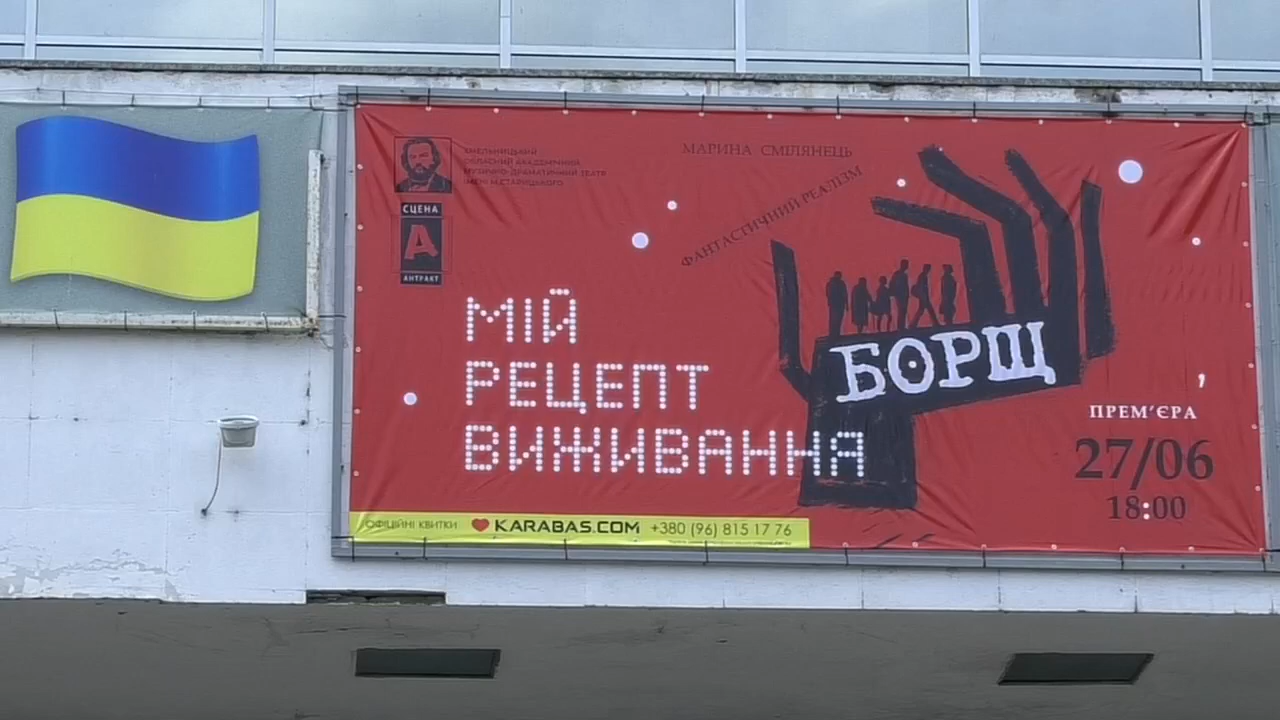 ХМЕЛЬНИЦЬКИЙ
ОБЛАСНИЙ АКАДЕМІЧНИЙ
МУЗИЧНО-ДРАМАТИЧНИЙ ТЕАТР
ІМЕНІ М.СТАРИЦЬКОГО
СЦЕНА
А
АНТРАКТ
МАРИНА СМІЛЯНЕЦЬ
ФАНТАСТИЧНИЙ РЕАЛІЗМ
МІЙ
РЕЦЕПТ
ВИЖИВАННЯ
БОРЩ
ПРЕМ’ЄРА
27/06
18:00
ОФІЦІЙНІ КВИТКИ KARABAS.COM +380 (96) 815 17 76